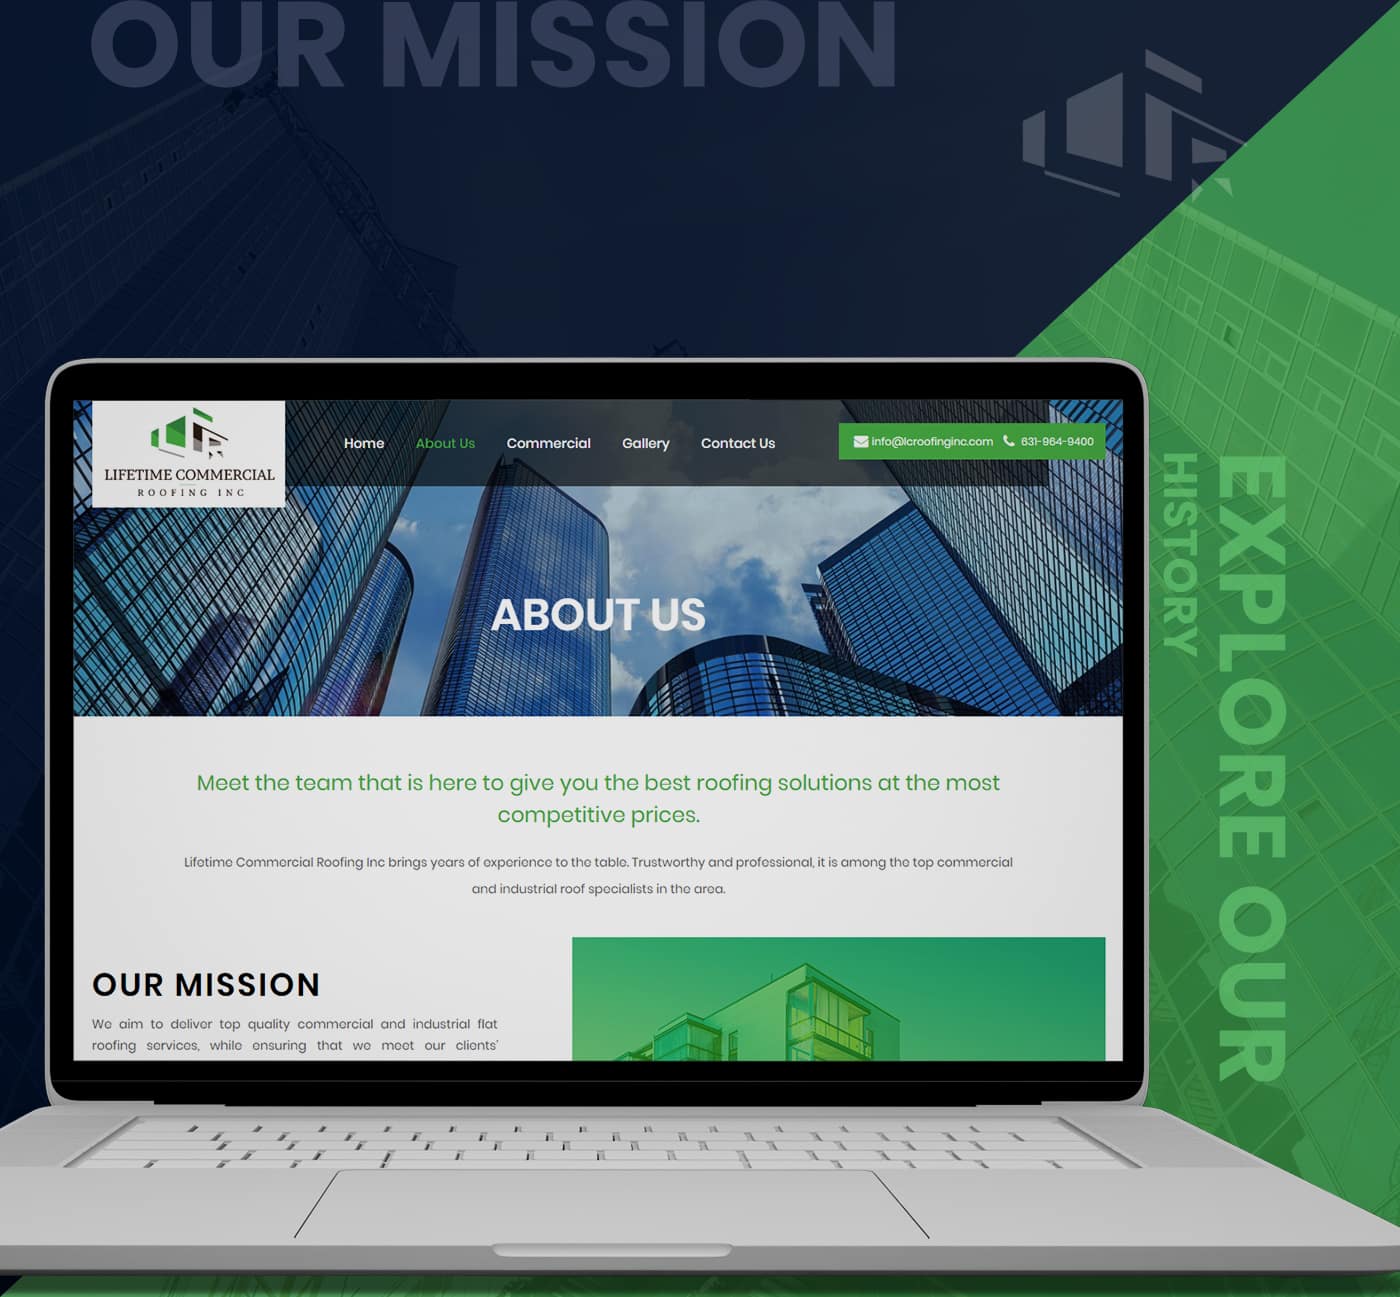 OUR MISSION
LIFETIME COMMERCIAL
ROOFING INC
Home About Us Commercial Gallery Contact Us
info@lcroofinginc.com 631-964-9400
ABOUT US
Meet the team that is here to give you the best roofing solutions at the most
competitive prices.
Lifetime Commercial Roofing Inc brings years of experience to the table. Trustworthy and professional, it is among the top commercial
and industrial roof specialists in the area.
OUR MISSION
We aim to deliver top quality commercial and industrial flat
roofing services, while ensuring that we meet our clients'
EXPLORE OUR
HISTORY